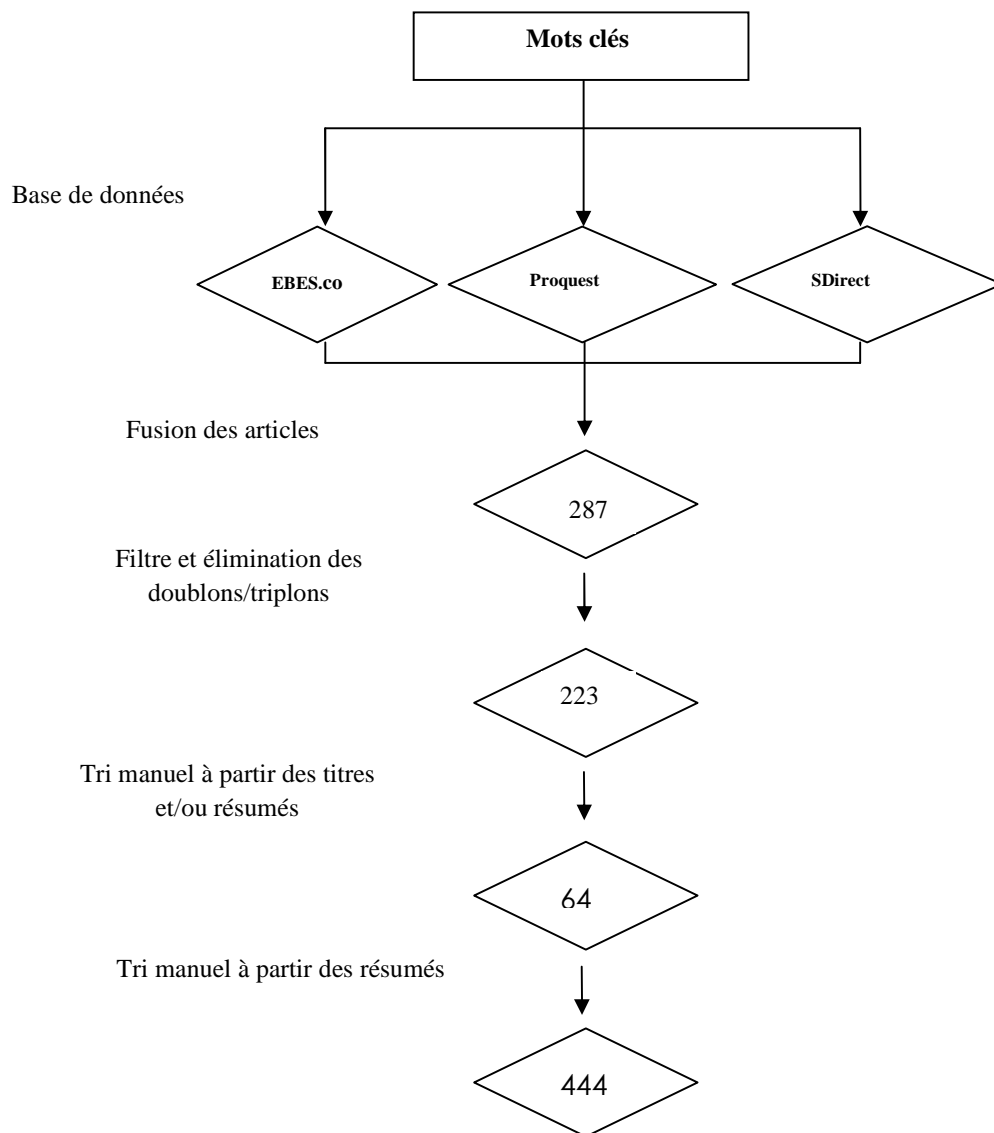 Mots clés
Base de données
EBES.co
Proquest
SDirect
Fusion des articles
287
Filtre et élimination des
doublons/triplons
223
Tri manuel à partir des titres
et/ou résumés
64
Tri manuel à partir des résumés
444